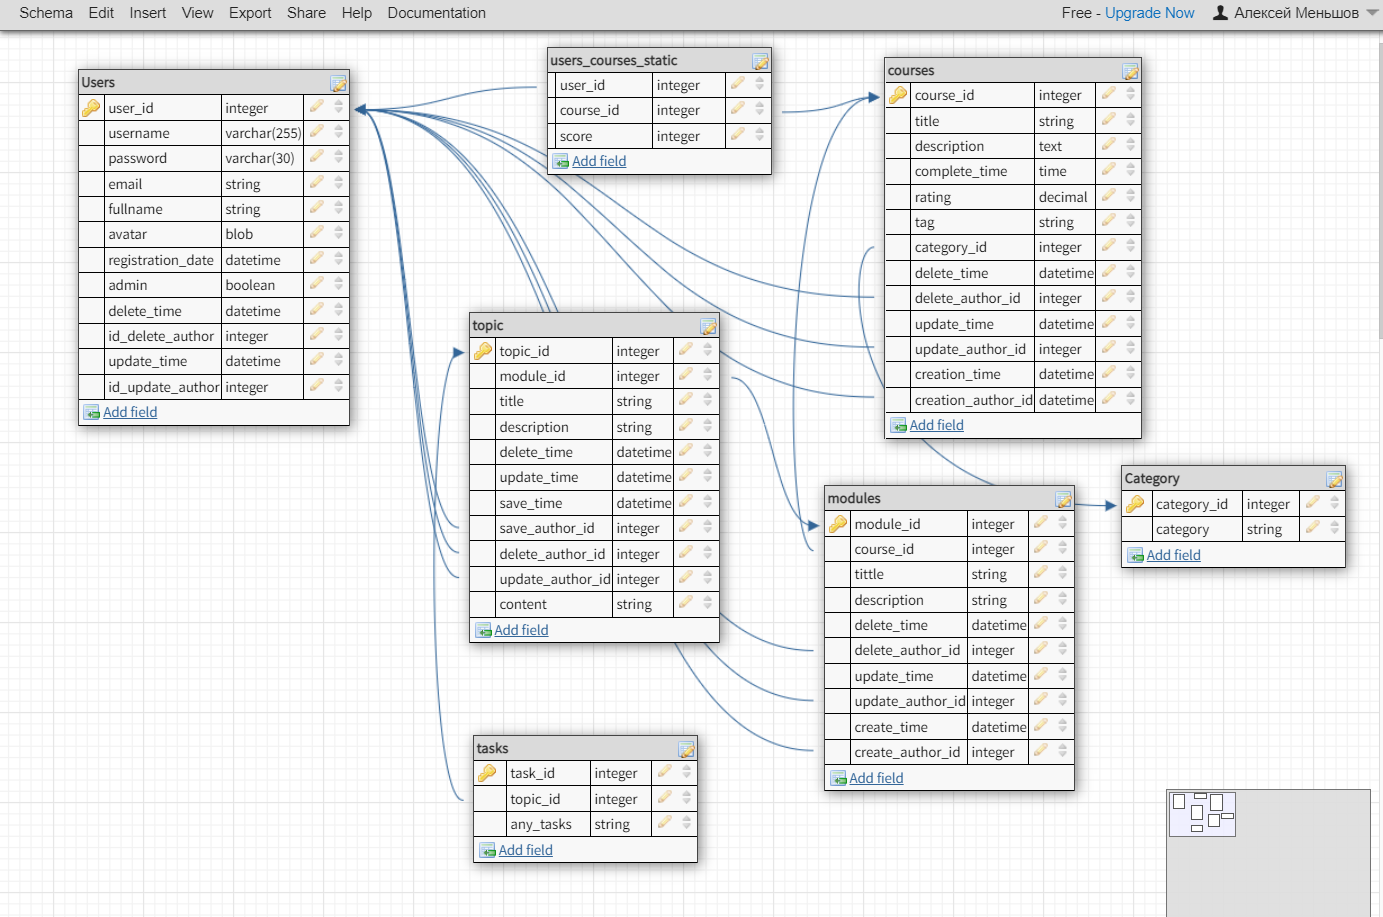 Schema Edit Insert View Export Share Help Documentation
Free - Upgrade Now Алексей Меньшов
Users
user_id integer
username varchar(255)
password varchar(30)
email string
fullname string
avatar blob
registration_date datetime
admin boolean
delete_time datetime
id_delete_author integer
update_time datetime
id_update_author integer
Add field
users_courses_static
user_id integer
course_id integer
score integer
Add field
courses
course_id integer
title string
description text
complete_time time
rating decimal
tag string
category_id integer
delete_time datetime
delete_author_id integer
update_time datetime
update_author_id integer
creation_time datetime
creation_author_id datetime
Add field
topic
topic_id integer
module_id integer
title string
description string
delete_time datetime
update_time datetime
save_time datetime
save_author_id integer
delete_author_id integer
update_author_id integer
content string
Add field
modules
module_id integer
course_id integer
tittle string
description string
delete_time datetime
delete_author_id integer
update_time datetime
update_author_id integer
create_time datetime
create_author_id integer
Add field
Category
category_id integer
category string
Add field
tasks
task_id integer
topic_id integer
any_tasks string
Add field